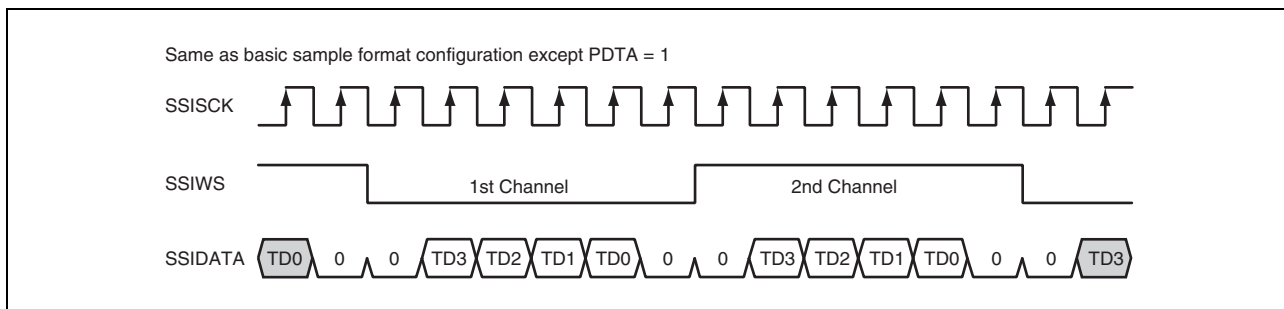 Same as basic sample format configuration except PDTA = 1
SSISCK
SSIWS 1st Channel 2nd Channel
SSIDATA TD0 0 0 TD3 TD2 TD1 TD0 0 0 TD3 TD2 TD1 TD0 0 0 TD3